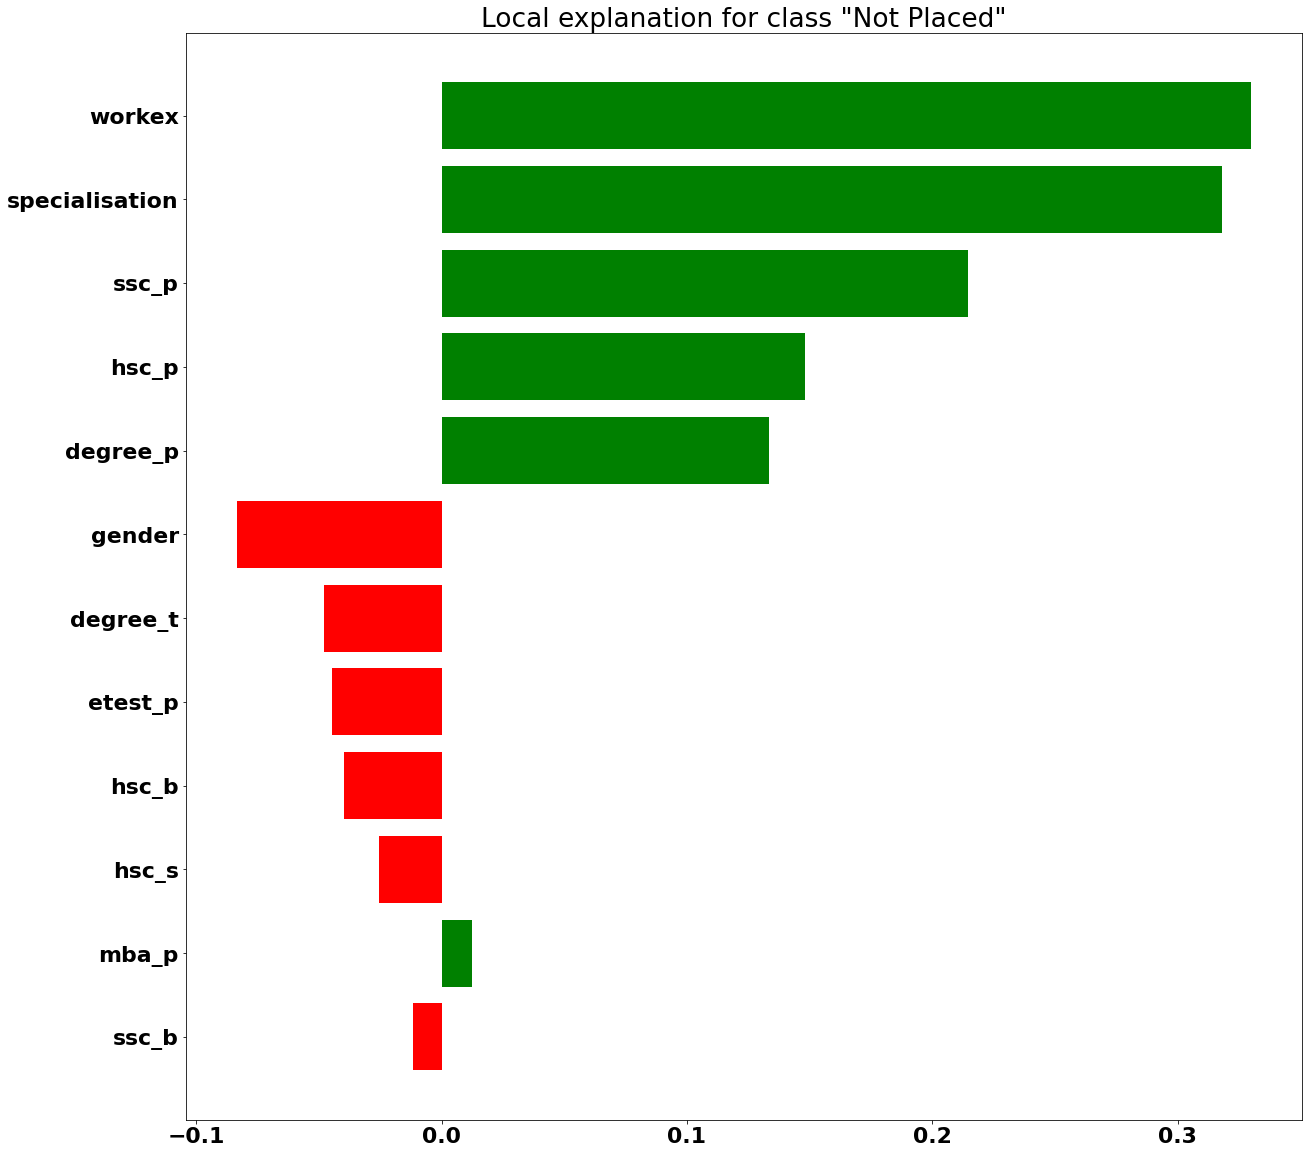 Local explanation for class "Not Placed"
workex
specialisation
ssc_p
hsc_p
degree_p
gender
degree_t
etest_p
hsc_b
hsc_s
mba_p
ssc_b
−0.1 0.0 0.1 0.2 0.3